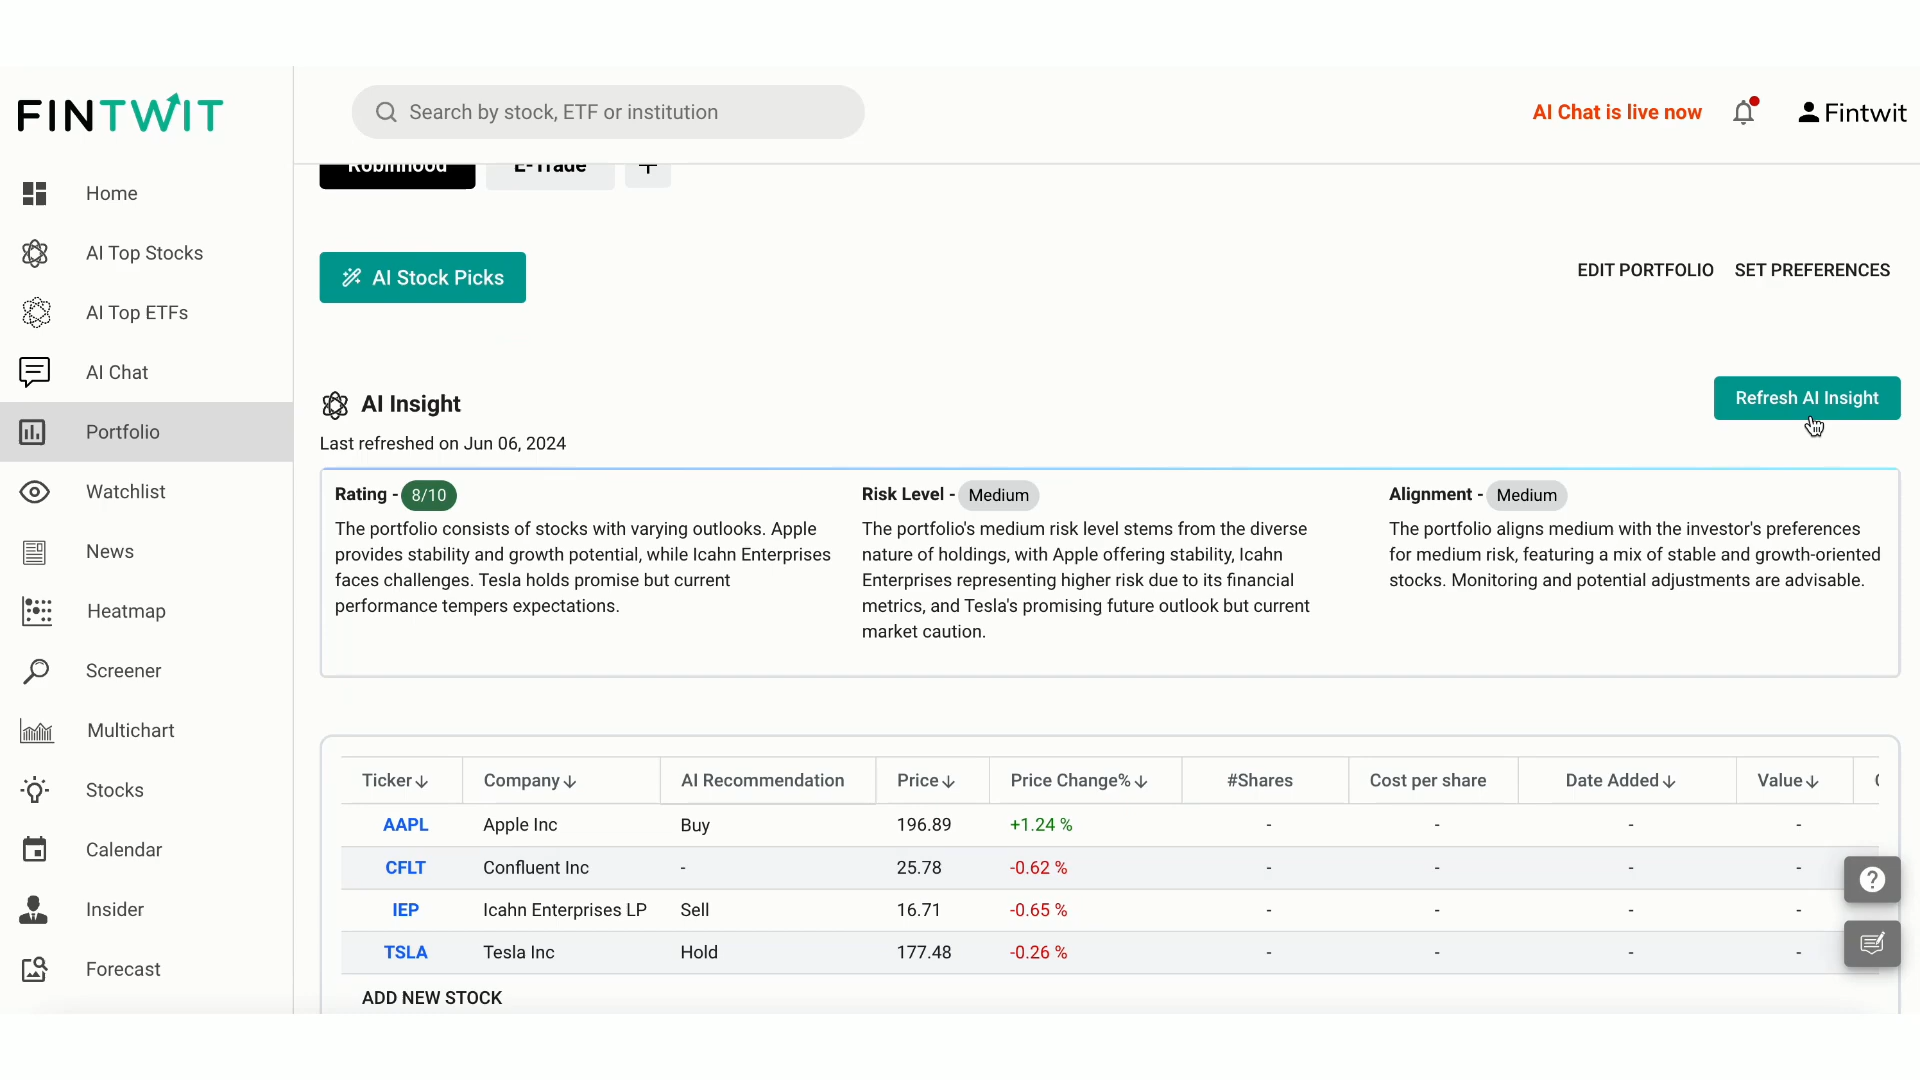 FINTWIT
Search by stock, ETF or institution
AI Chat is live now
Fintwit
Robinhood
E-Trade
+
Home
AI Top Stocks
AI Top ETFs
AI Chat
Portfolio
Watchlist
News
Heatmap
Screener
Multichart
Stocks
Calendar
Insider
Forecast
AI Stock Picks
EDIT PORTFOLIO
SET PREFERENCES
AI Insight
Refresh AI Insight
Last refreshed on Jun 06, 2024
Rating - 8/10
The portfolio consists of stocks with varying outlooks. Apple
provides stability and growth potential, while Icahn Enterprises
faces challenges. Tesla holds promise but current
performance tempers expectations.
Risk Level - Medium
The portfolio's medium risk level stems from the diverse
nature of holdings, with Apple offering stability, Icahn
Enterprises representing higher risk due to its financial
metrics, and Tesla's promising future outlook but current
market caution.
Alignment - Medium
The portfolio aligns medium with the investor's preferences
for medium risk, featuring a mix of stable and growth-oriented
stocks. Monitoring and potential adjustments are advisable.
Ticker↓ Company↓ AI Recommendation Price↓ Price Change%↓ #Shares Cost per share Date Added↓ Value↓
AAPL Apple Inc Buy 196.89 +1.24 % - - - -
CFLT Confluent Inc - 25.78 -0.62 % - - - -
IEP Icahn Enterprises LP Sell 16.71 -0.65 % - - - -
TSLA Tesla Inc Hold 177.48 -0.26 % - - - -
ADD NEW STOCK